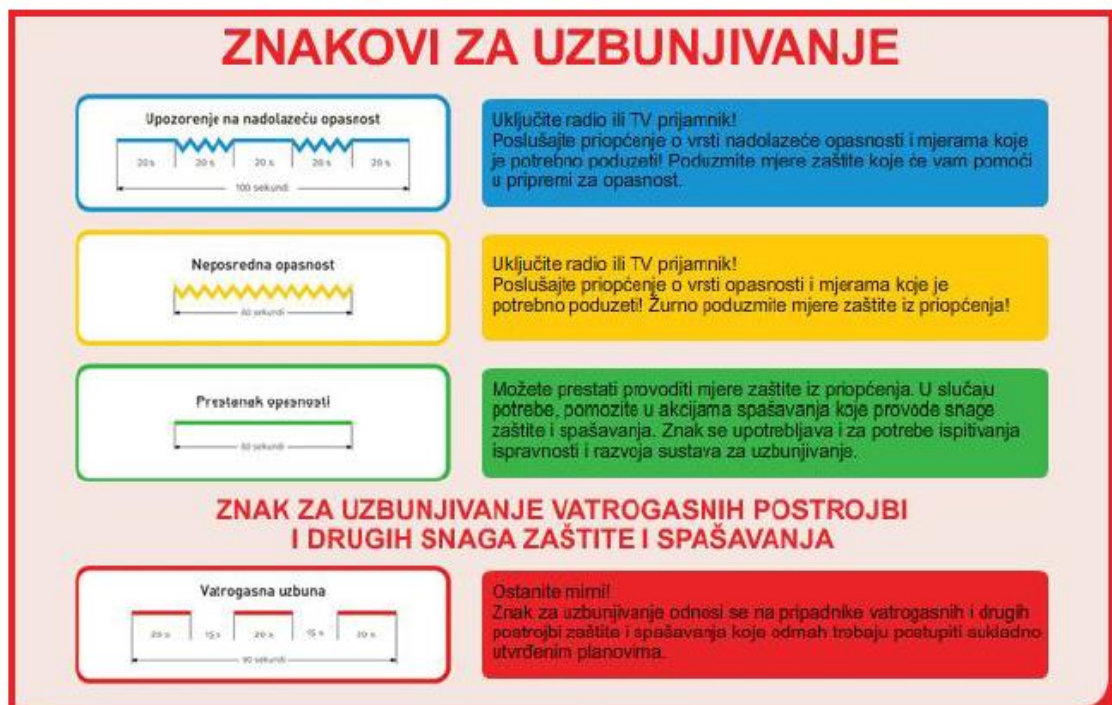 ZNAKOVI ZA UZBUNJIVANJE
Upozorenje na nadolazeću opasnost
20 s 20 s 20 s 20 s 20 s
100 sekundi
Uključite radio ili TV prijamnik!
Poslušajte priopćenje o vrsti nadolazeće opasnosti i mjerama koje
je potrebno poduzeti! Poduzmite mjere zaštite koje će vam pomoći
u pripremi za opasnost.
Neposredna opasnost
60 sekundi
Uključite radio ili TV prijamnik!
Poslušajte priopćenje o vrsti opasnosti i mjerama koje je
potrebno poduzeti! Žurno poduzmite mjere zaštite iz priopćenja!
Prestanak opasnosti
60 sekundi
Možete prestati provoditi mjere zaštite iz priopćenja. U slučaju
potrebe, pomozite u akcijama spašavanja koje provode snage
zaštite i spašavanja. Znak se upotrebljava i za potrebe ispitivanja
ispravnosti i razvoja sustava za uzbunjivanje.
ZNAK ZA UZBUNJIVANJE VATROGASNIH POSTROJBI
I DRUGIH SNAGA ZAŠTITE I SPAŠAVANJA
Vatrogasna uzbuna
20 s 15 s 20 s 15 s 20 s
90 sekundi
Ostanite mirni!
Znak za uzbunjivanje odnosi se na pripadnike vatrogasnih i drugih
postrojbi zaštite i spašavanja koje odmah trebaju postupiti sukladno
utvrđenim planovima.